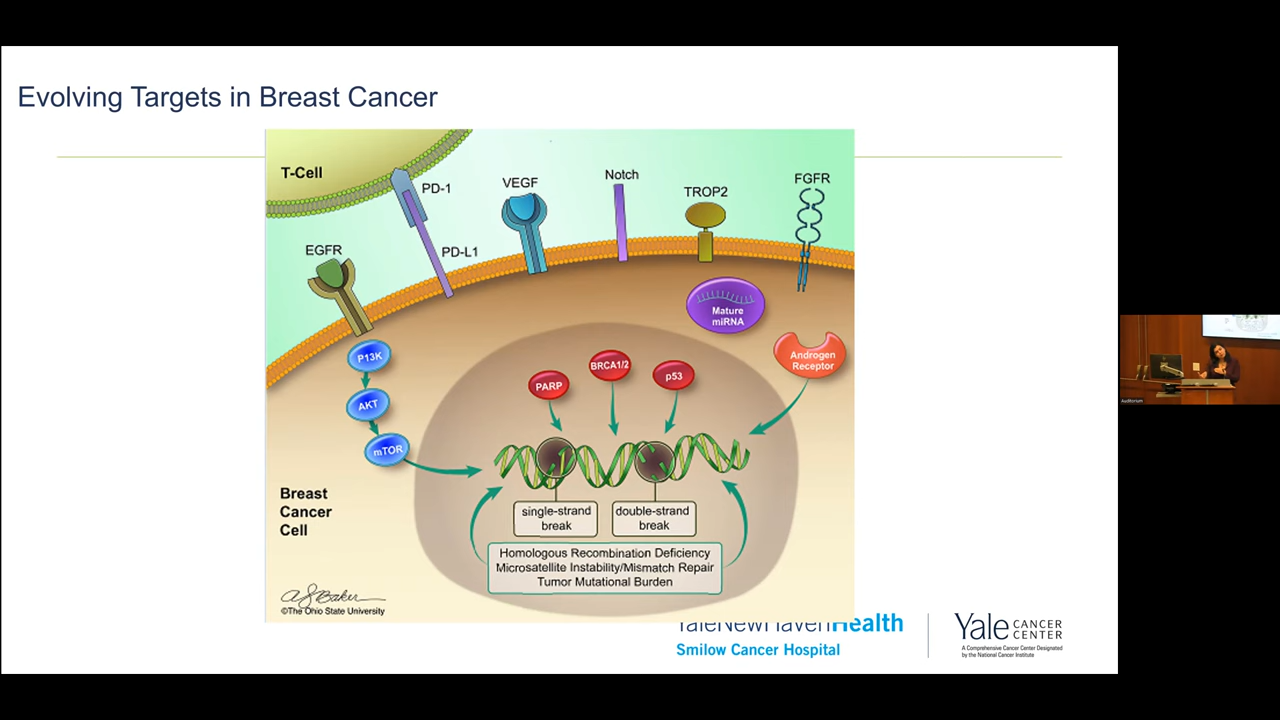 Evolving Targets in Breast Cancer
T-Cell
PD-1
VEGF
Notch
TROP2
FGFR
EGFR
PD-L1
Mature
miRNA
Androgen
Receptor
P13K
AKT
mTOR
PARP
BRCA1/2
p53
single-strand
break
double-strand
break
Breast
Cancer
Cell
Homologous Recombination Deficiency
Microsatellite Instability/Mismatch Repair
Tumor Mutational Burden
©The Ohio State University
YaleNewHavenHealth
Smilow Cancer Hospital
Yale CANCER
CENTER
A Comprehensive Cancer Center Designated
by the National Cancer Institute
Auditorium